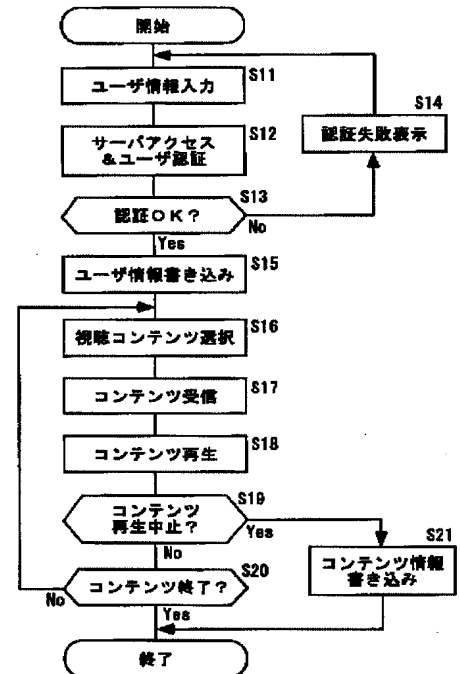 開始
S11
ユーザ情報入力
S14
認証失敗表示
S12
サーバアクセス
&ユーザ認証
S13
認証OK?
No
Yes
S15
ユーザ情報書き込み
S16
視聴コンテンツ選択
S17
コンテンツ受信
S18
コンテンツ再生
S19
コンテンツ
再生中止?
Yes
No
S21
コンテンツ情報
書き込み
S20
コンテンツ終了?
No
Yes
終了